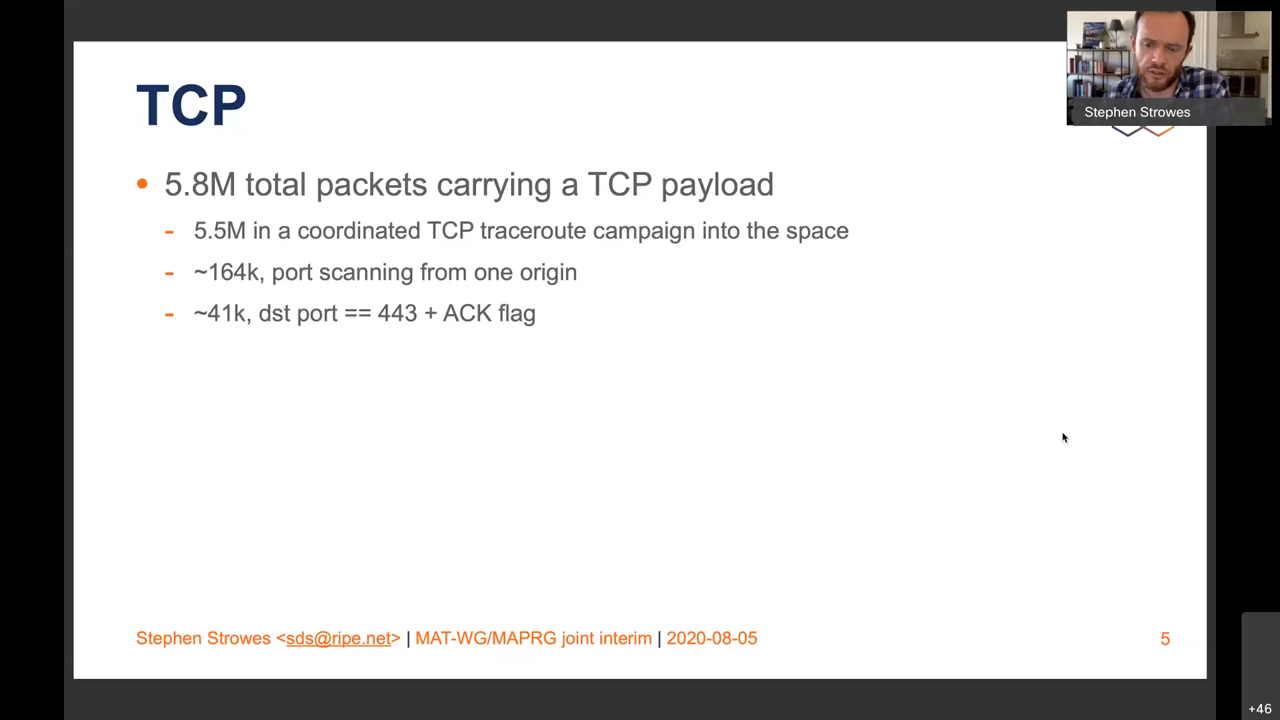 Stephen Strowes
TCP
• 5.8M total packets carrying a TCP payload
- 5.5M in a coordinated TCP traceroute campaign into the space
- ~164k, port scanning from one origin
- ~41k, dst port == 443 + ACK flag
Stephen Strowes <sds@ripe.net> | MAT-WG/MAPRG joint interim | 2020-08-05
5
+46